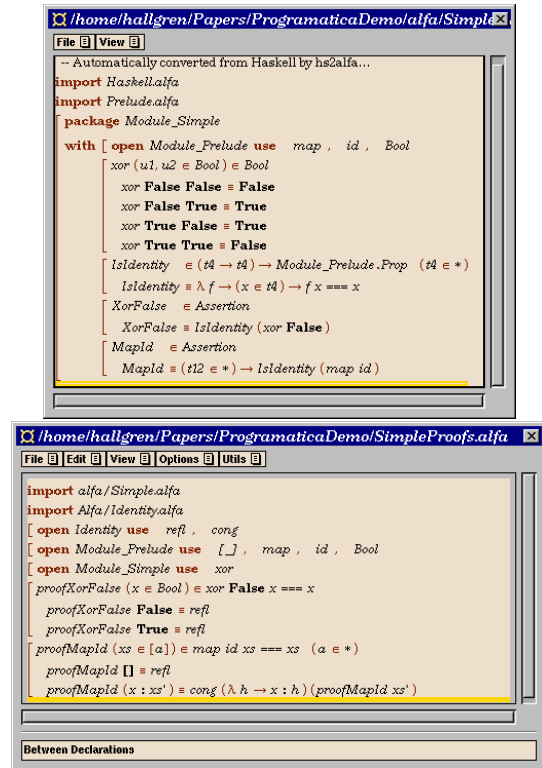 /home/hallgren/Papers/ProgramaticaDemo/alfa/Simple
File View
-- Automatically converted from Haskell by hs2alfa...
import Haskell.alfa
import Prelude.alfa
package Module_Simple
with open Module_Prelude use map , id , Bool
xor (u1, u2 ∈ Bool) ∈ Bool
xor False False ≡ False
xor False True ≡ True
xor True False ≡ True
xor True True ≡ False
IsIdentity ∈ (t4 → t4) → Module_Prelude.Prop (t4 ∈ *)
IsIdentity ≡ λ f → (x ∈ t4) → f x === x
XorFalse ∈ Assertion
XorFalse ≡ IsIdentity (xor False)
MapId ∈ Assertion
MapId ≡ (t12 ∈ *) → IsIdentity (map id)
/home/hallgren/Papers/ProgramaticaDemo/SimpleProofs.alfa
File Edit View Options Utils
import alfa/Simple.alfa
import Alfa/Identity.alfa
open Identity use refl , cong
open Module_Prelude use [_] , map , id , Bool
open Module_Simple use xor
proofXorFalse (x ∈ Bool) ∈ xor False x === x
proofXorFalse False ≡ refl
proofXorFalse True ≡ refl
proofMapId (xs ∈ [a]) ∈ map id xs === xs (a ∈ *)
proofMapId [] ≡ refl
proofMapId (x : xs') ≡ cong (λ h → x : h) (proofMapId xs')
Between Declarations